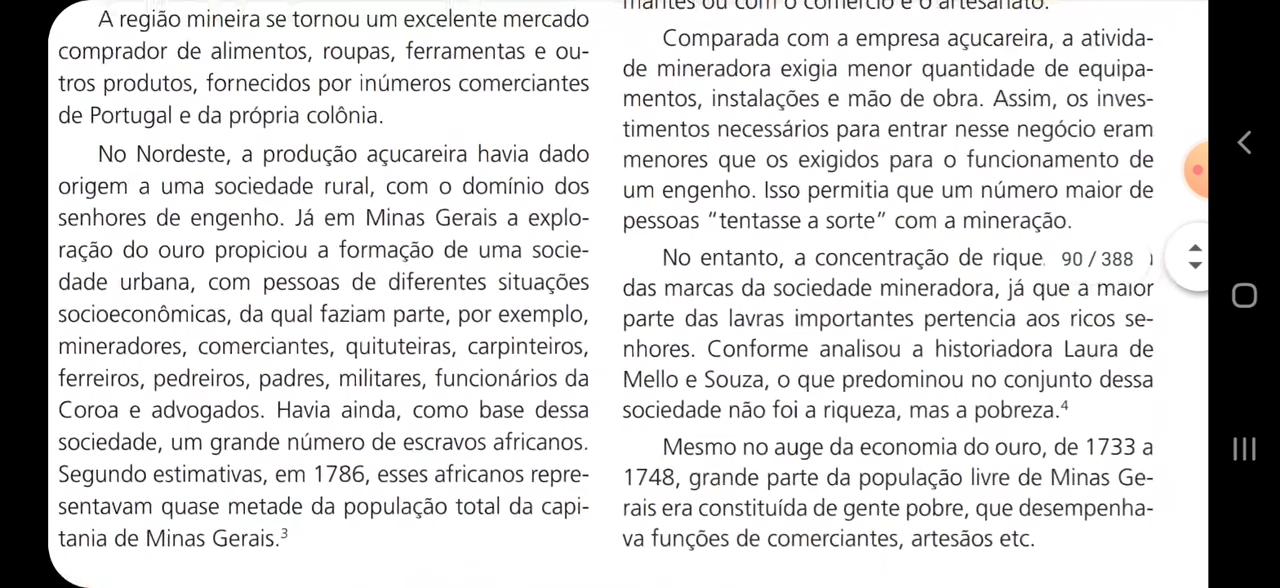 A região mineira se tornou um excelente mercado
comprador de alimentos, roupas, ferramentas e ou-
tros produtos, fornecidos por inúmeros comerciantes
de Portugal e da própria colônia.
No Nordeste, a produção açucareira havia dado
origem a uma sociedade rural, com o domínio dos
senhores de engenho. Já em Minas Gerais a explo-
ração do ouro propiciou a formação de uma socie-
dade urbana, com pessoas de diferentes situações
socioeconômicas, da qual faziam parte, por exemplo,
mineradores, comerciantes, quituteiras, carpinteiros,
ferreiros, pedreiros, padres, militares, funcionários da
Coroa e advogados. Havia ainda, como base dessa
sociedade, um grande número de escravos africanos.
Segundo estimativas, em 1786, esses africanos repre-
sentavam quase metade da população total da capi-
tania de Minas Gerais.³
mantes ou com o comércio e o artesanato.
Comparada com a empresa açucareira, a ativida-
de mineradora exigia menor quantidade de equipa-
mentos, instalações e mão de obra. Assim, os inves-
timentos necessários para entrar nesse negócio eram
menores que os exigidos para o funcionamento de
um engenho. Isso permitia que um número maior de
pessoas "tentasse a sorte" com a mineração.
No entanto, a concentração de rique 90 / 388
das marcas da sociedade mineradora, já que a maior
parte das lavras importantes pertencia aos ricos se-
nhores. Conforme analisou a historiadora Laura de
Mello e Souza, o que predominou no conjunto dessa
sociedade não foi a riqueza, mas a pobreza.⁴
Mesmo no auge da economia do ouro, de 1733 a
1748, grande parte da população livre de Minas Ge-
rais era constituída de gente pobre, que desempenha-
va funções de comerciantes, artesãos etc.